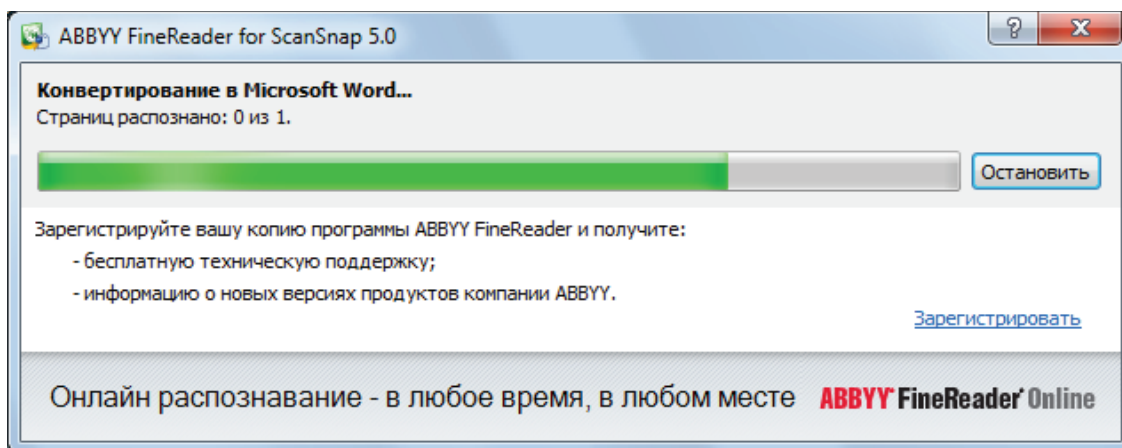 ABBYY FineReader for ScanSnap 5.0
?
X
Конвертирование в Microsoft Word...
Страниц распознано: 0 из 1.
Остановить
Зарегистрируйте вашу копию программы ABBYY FineReader и получите:
- бесплатную техническую поддержку;
- информацию о новых версиях продуктов компании ABBYY.
Зарегистрировать
Онлайн распознавание - в любое время, в любом месте ABBYY FineReader Online